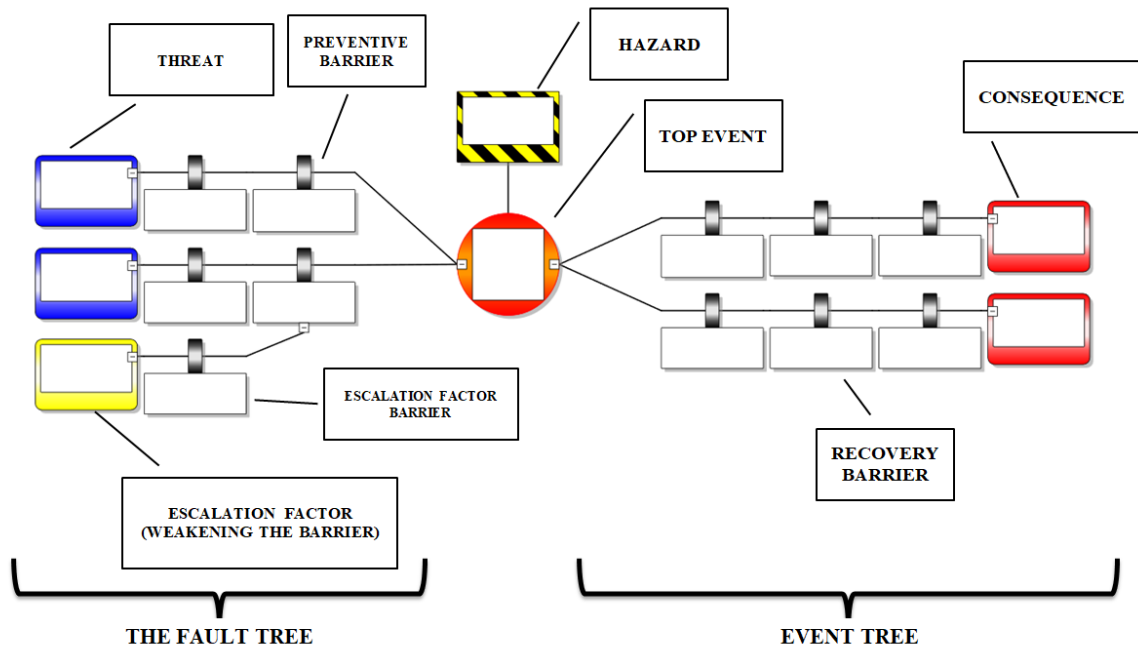 THREAT
PREVENTIVE
BARRIER
HAZARD
CONSEQUENCE
TOP EVENT
ESCALATION FACTOR
BARRIER
RECOVERY
BARRIER
ESCALATION FACTOR
(WEAKENING THE BARRIER)
THE FAULT TREE
EVENT TREE